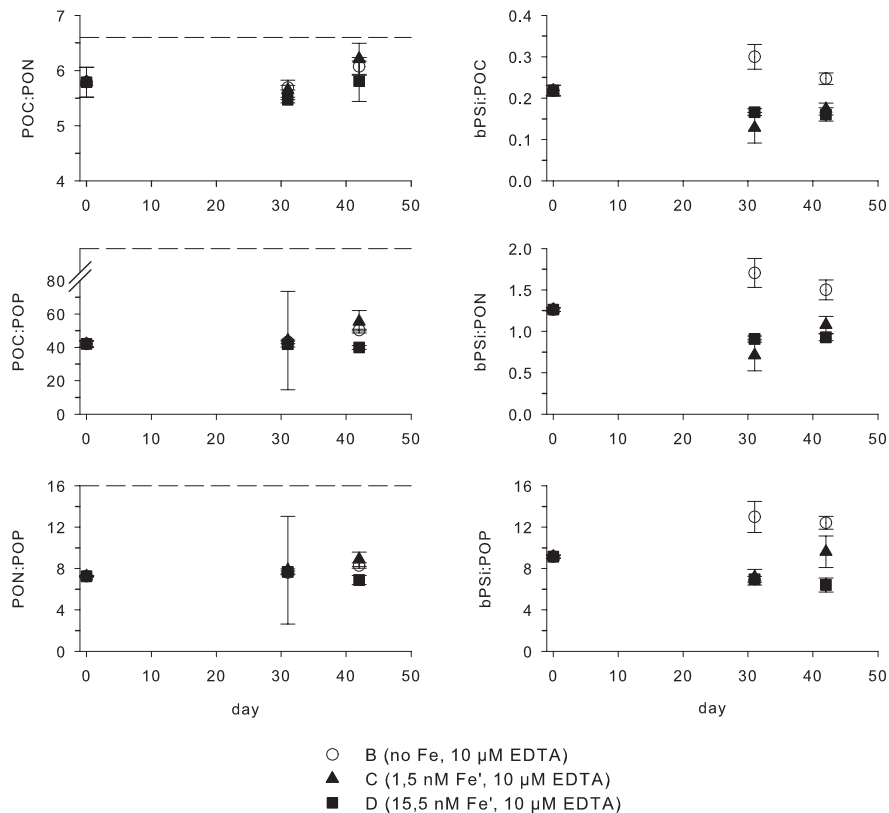 7
6
5
4
POC:PON
0 10 20 30 40 50
0.4
0.3
0.2
0.1
0.0
bPSi:POC
0 10 20 30 40 50
80
60
40
20
0
POC:POP
0 10 20 30 40 50
2.0
1.5
1.0
0.5
0.0
bPSi:PON
0 10 20 30 40 50
16
12
8
4
0
PON:POP
0 10 20 30 40 50
day
16
12
8
4
0
bPSi:POP
0 10 20 30 40 50
day
B (no Fe, 10 µM EDTA)
C (1,5 nM Fe', 10 µM EDTA)
D (15,5 nM Fe', 10 µM EDTA)